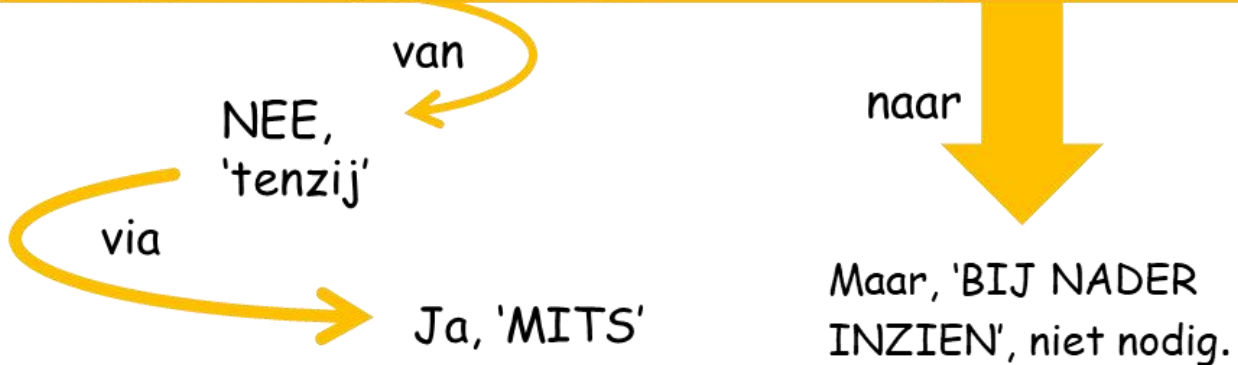 van
NEE,
'tenzij'
via
Ja, 'MITS'
naar
Maar, 'BIJ NADER
INZIEN', niet nodig.